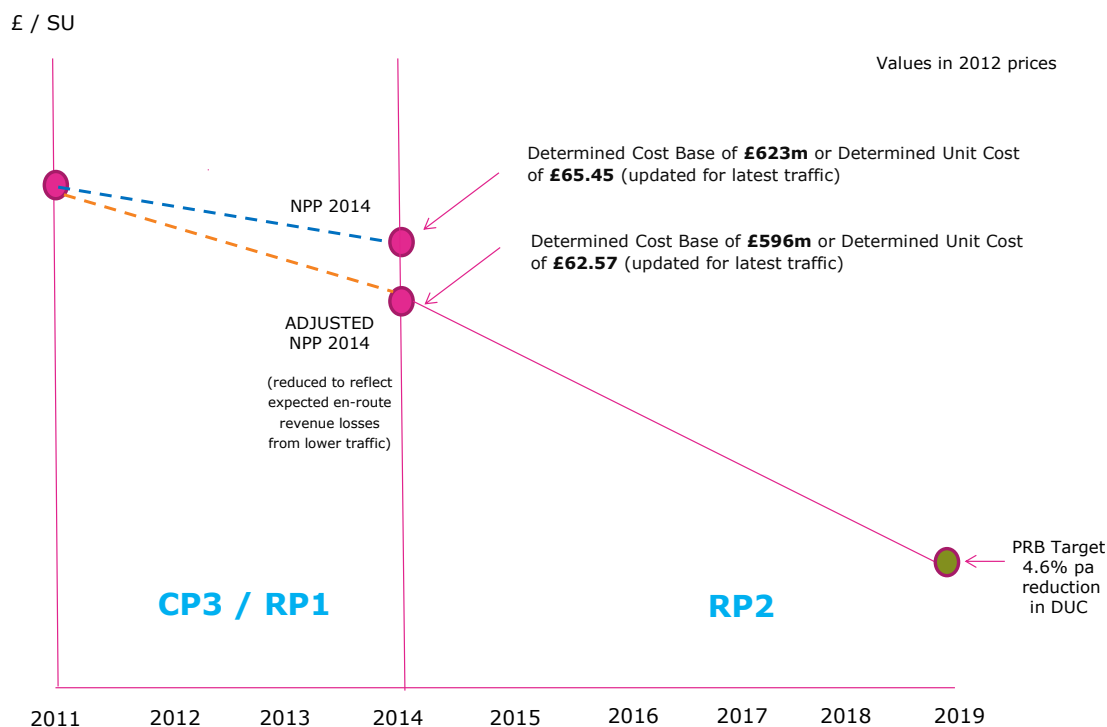 £ / SU
Values in 2012 prices
Determined Cost Base of £623m or Determined Unit Cost
of £65.45 (updated for latest traffic)
NPP 2014
Determined Cost Base of £596m or Determined Unit Cost
of £62.57 (updated for latest traffic)
ADJUSTED
NPP 2014
(reduced to reflect
expected en-route
revenue losses
from lower traffic)
PRB Target
4.6% pa
reduction
in DUC
CP3 / RP1
RP2
2011 2012 2013 2014 2015 2016 2017 2018 2019